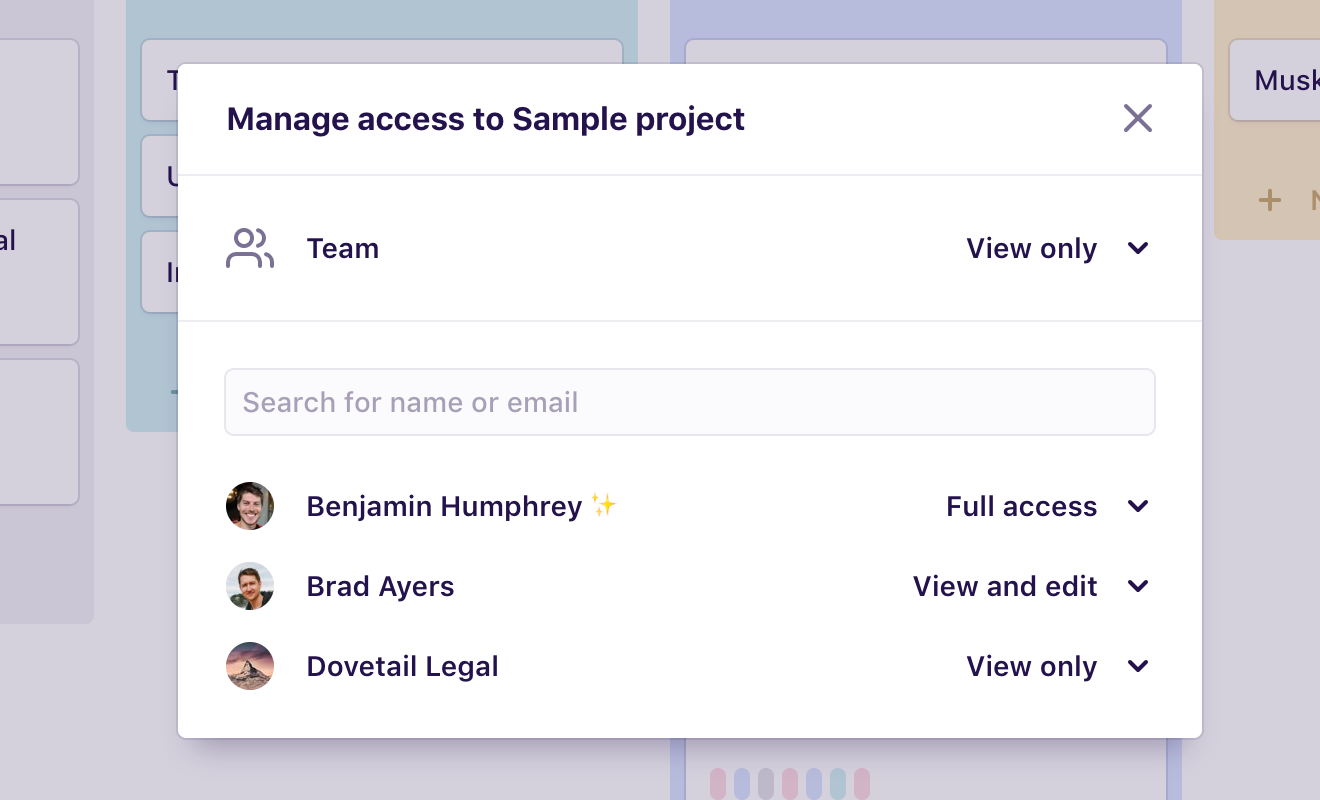 Manage access to Sample project
Team
View only
Search for name or email
Benjamin Humphrey ✨
Full access
Brad Ayers
View and edit
Dovetail Legal
View only